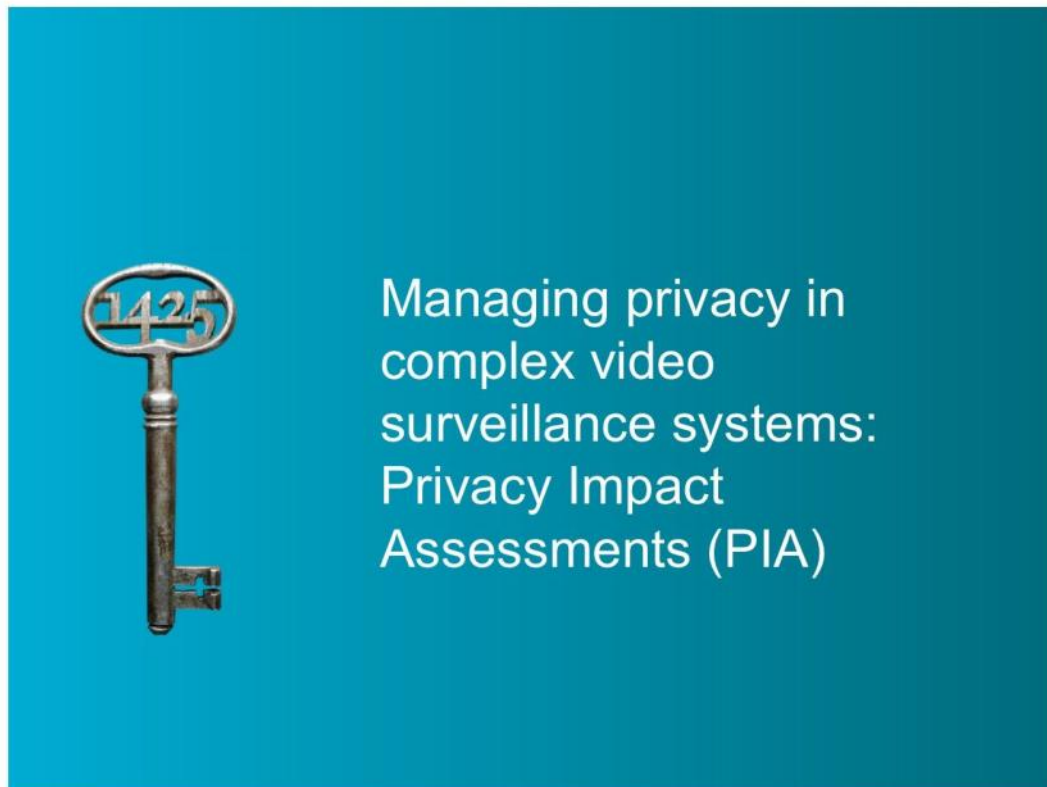 1425
Managing privacy in
complex video
surveillance systems:
Privacy Impact
Assessments (PIA)